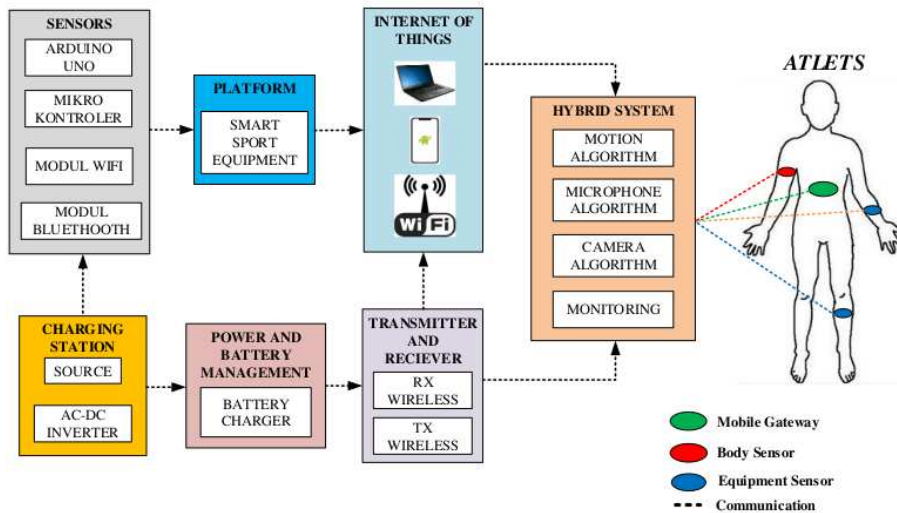 SENSORS
ARDUINO
UNO
MIKRO
KONTROLER
MODUL WIFI
MODUL
BLUETHOOTH
PLATFORM
SMART
SPORT
EQUIPMENT
INTERNET OF
THINGS
Wi Fi
HYBRID SYSTEM
MOTION
ALGORITHM
MICROPHONE
ALGORITHM
CAMERA
ALGORITHM
MONITORING
ATLETS
CHARGING
STATION
SOURCE
AC-DC
INVERTER
POWER AND
BATTERY
MANAGEMENT
BATTERY
CHARGER
TRANSMITTER
AND
RECIEVER
RX
WIRELESS
TX
WIRELESS
Mobile Gateway
Body Sensor
Equipment Sensor
Communication